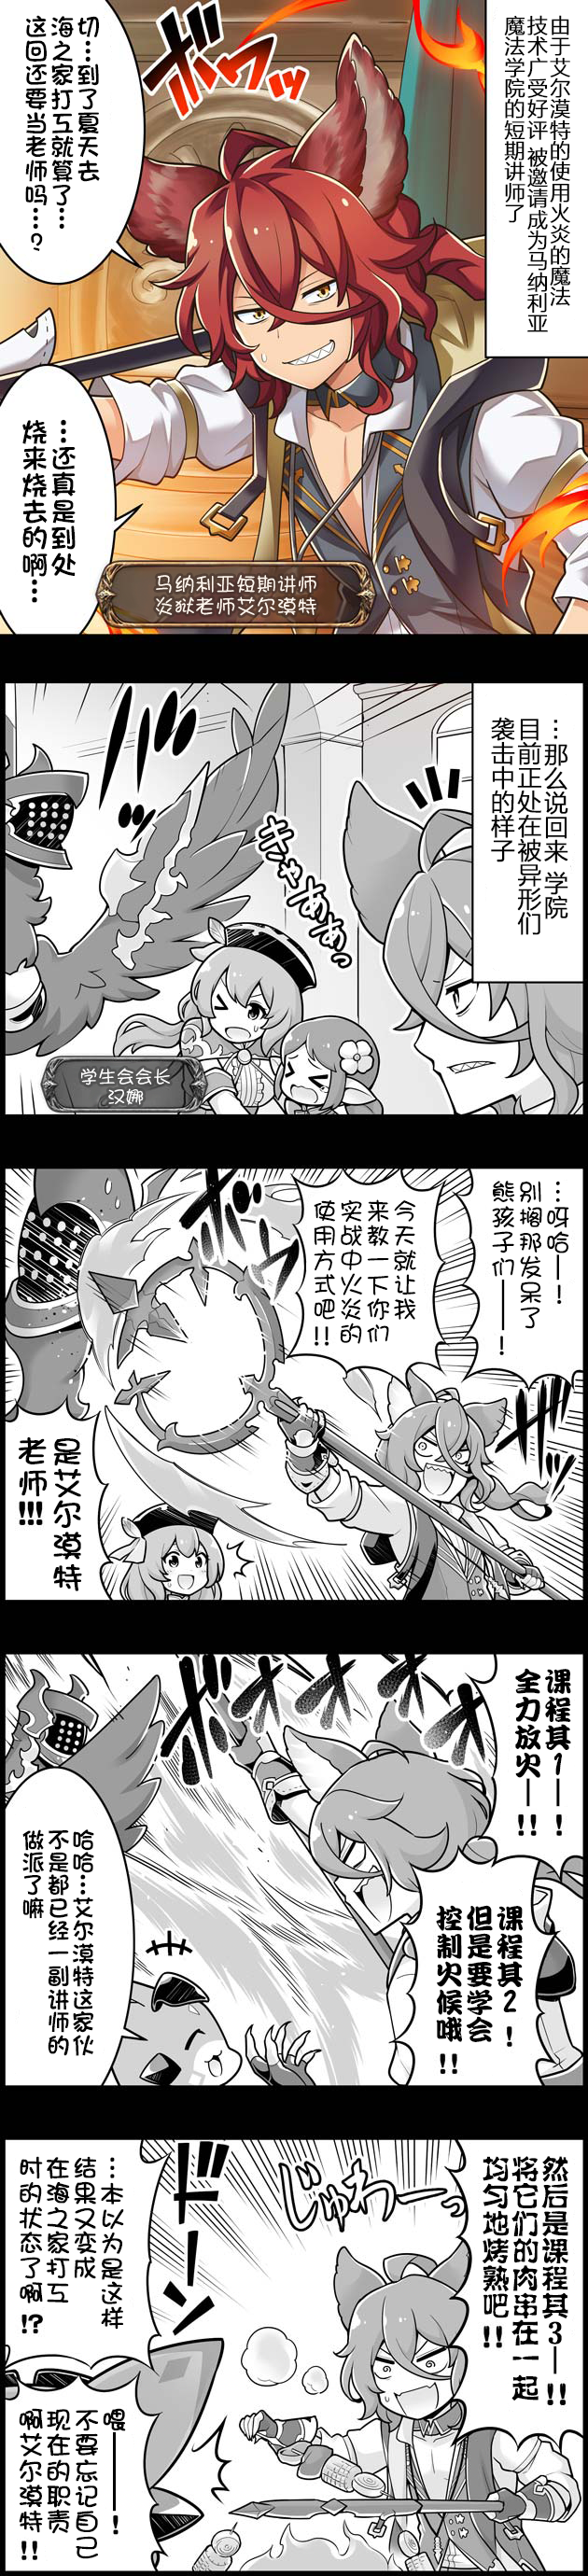 由于艾尔漠特的使用火炎的魔法
技术广受好评 被邀请成为马纳利亚
魔法学院的短期讲师了
ボワッ
切…到了夏天去
海之家打工就算了…
这回还要当老师吗…?
…还真是到处
烧来烧去的啊…
马纳利亚短期讲师
炎狱老师艾尔漠特
…那么说回来 学院
目前正处在被异形们
袭击中的样子
きゃあああっ
学生会会长
汉娜
…呀哈—!
别搁那发呆了
熊孩子们——!
今天就让我
来教一下你们
实战中火炎的
使用方式吧!!
是艾尔漠特
老师!!!
课程其1—!
全力放火—!!
ボオオオオ
课程其2!
但是要学会
控制火候哦!!
哈哈…艾尔漠特这家伙
不是都已经一副讲师的
做派了嘛
然后是课程其3—!!
将它们的肉串在一起
均匀地烤熟吧!!
じゅわーっ
ドーン
…本以为是这样
结果又变成
在海之家打工
时的状态了啊!?
喂——!
不要忘记自己
现在的职责
啊艾尔漠特!!